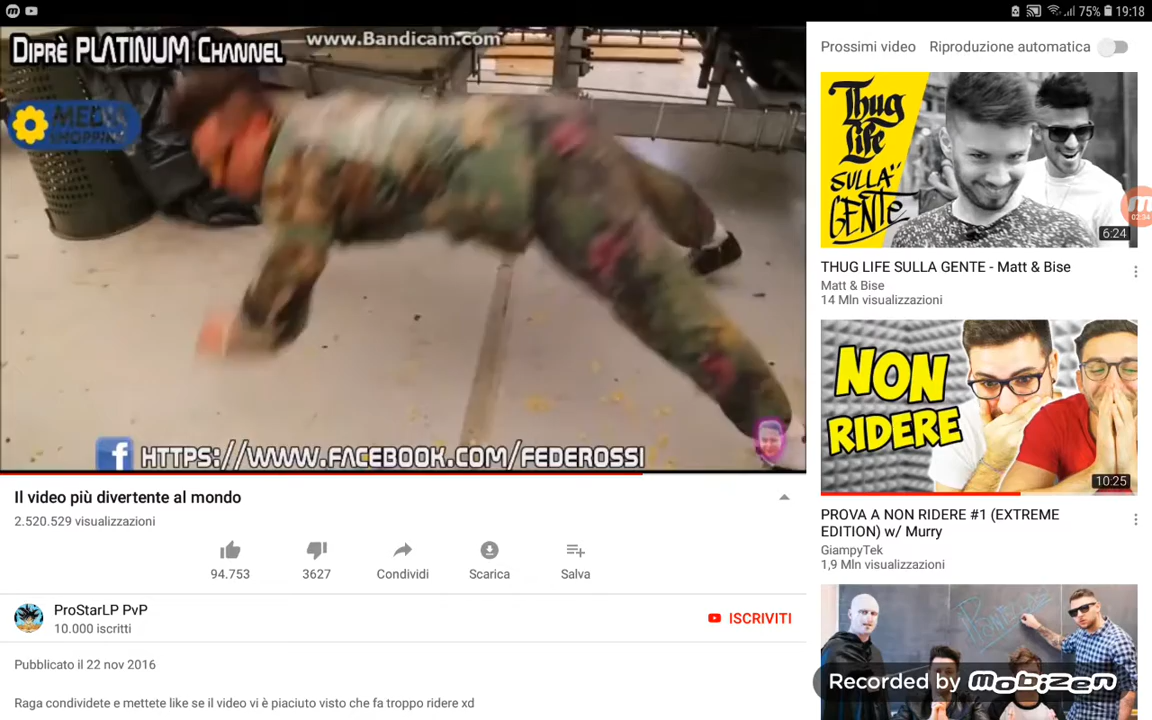 75% 19:18
DIPRÈ PLATINUM CHANNEL
www.Bandicam.com
MEDIA
SHOPPING
HTTPS://WWW.FACEBOOK.COM/FEDEROSSI
Il video più divertente al mondo
2.520.529 visualizzazioni
94.753
3627
Condividi
Scarica
Salva
ProStarLP PvP
10.000 iscritti
ISCRIVITI
Pubblicato il 22 nov 2016
Raga condividete e mettete like se il video vi è piaciuto visto che fa troppo ridere xd
Prossimi video Riproduzione automatica
Thug
Life
SULLA
GENTE
6:24
02:34
THUG LIFE SULLA GENTE - Matt & Bise
Matt & Bise
14 Mln visualizzazioni
NON
RIDERE
10:25
PROVA A NON RIDERE #1 (EXTREME
EDITION) w/ Murry
GiampyTek
1,9 Mln visualizzazioni
Recorded by mobizen